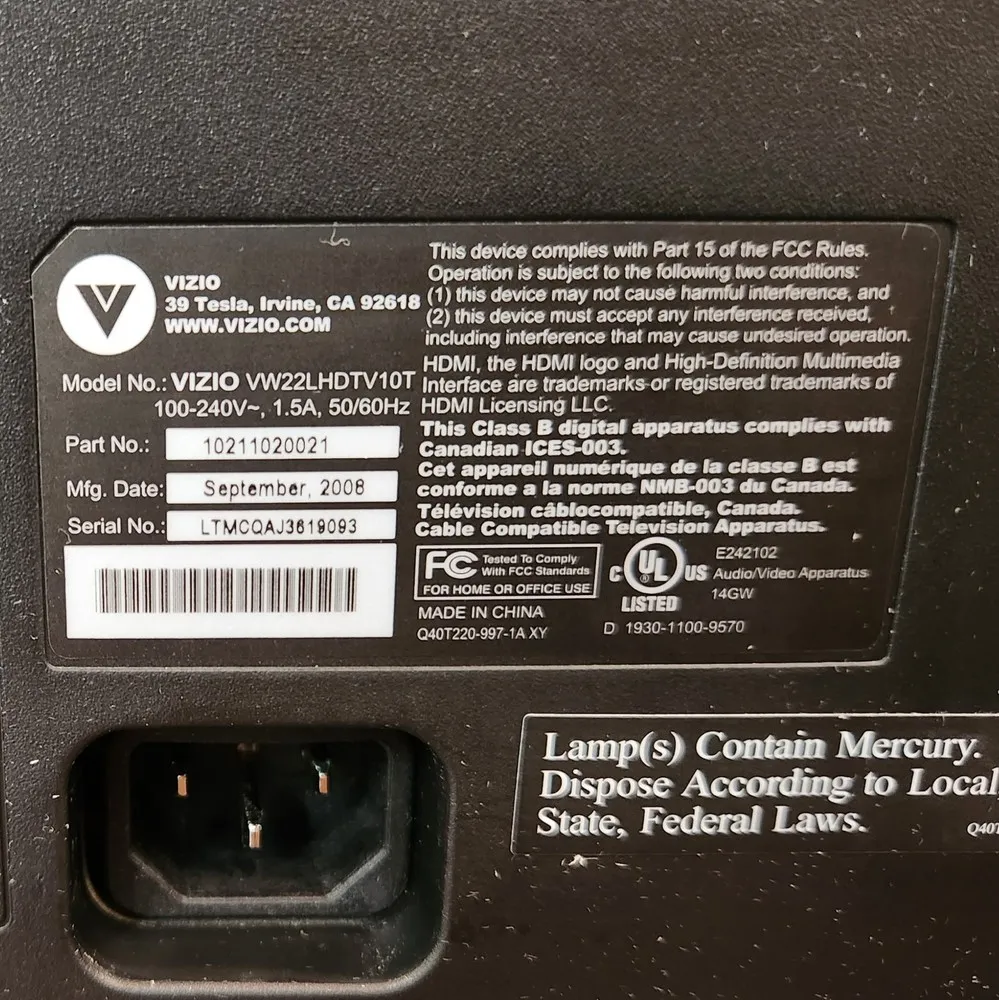 VIZIO
39 Tesla, Irvine, CA 92618
WWW.VIZIO.COM
Model No.: VIZIO VW22LHDTV10T
100-240V~, 1.5A, 50/60Hz
Part No.: 10211020021
Mfg. Date: September, 2008
Serial No.: LTMCQAJ3619093
This device complies with Part 15 of the FCC Rules.
Operation is subject to the following two conditions:
(1) this device may not cause harmful interference, and
(2) this device must accept any interference received,
including interference that may cause undesired operation.
HDMI, the HDMI logo and High-Definition Multimedia
Interface are trademarks or registered trademarks of
HDMI Licensing LLC.
This Class B digital apparatus complies with
Canadian ICES-003.
Cet appareil numérique de la classe B est
conforme a la norme NMB-003 du Canada.
Télévision câblocompatible, Canada.
Cable Compatible Television Apparatus.
FC Tested To Comply
With FCC Standards
FOR HOME OR OFFICE USE
MADE IN CHINA
Q40T220-997-1A XY
C UL ® US
LISTED
E242102
Audio/Video Apparatus
14GW
D 1930-1100-9570
Lamp(s) Contain Mercury.
Dispose According to Local
State, Federal Laws.
Q40T